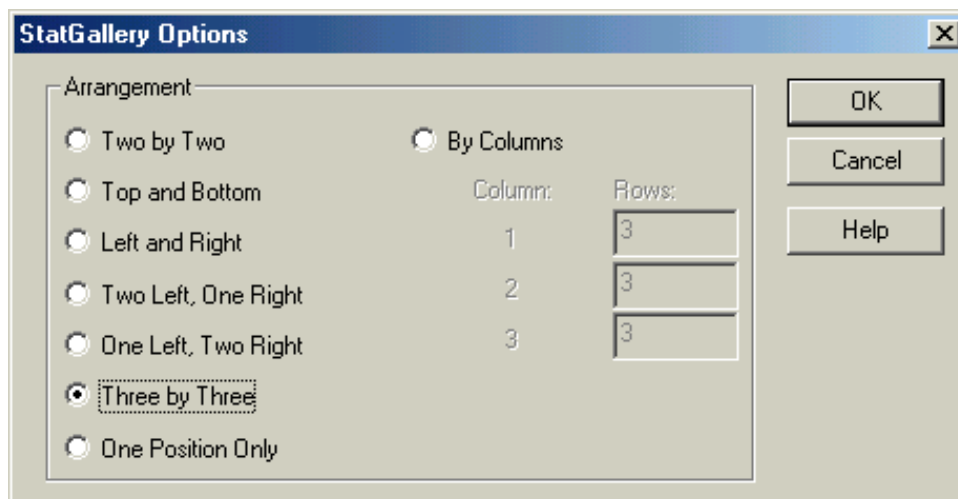 StatGallery Options
Arrangement
Two by Two
Top and Bottom
Left and Right
Two Left, One Right
One Left, Two Right
Three by Three
One Position Only
By Columns
Column: Rows:
1 3
2 3
3 3
OK
Cancel
Help